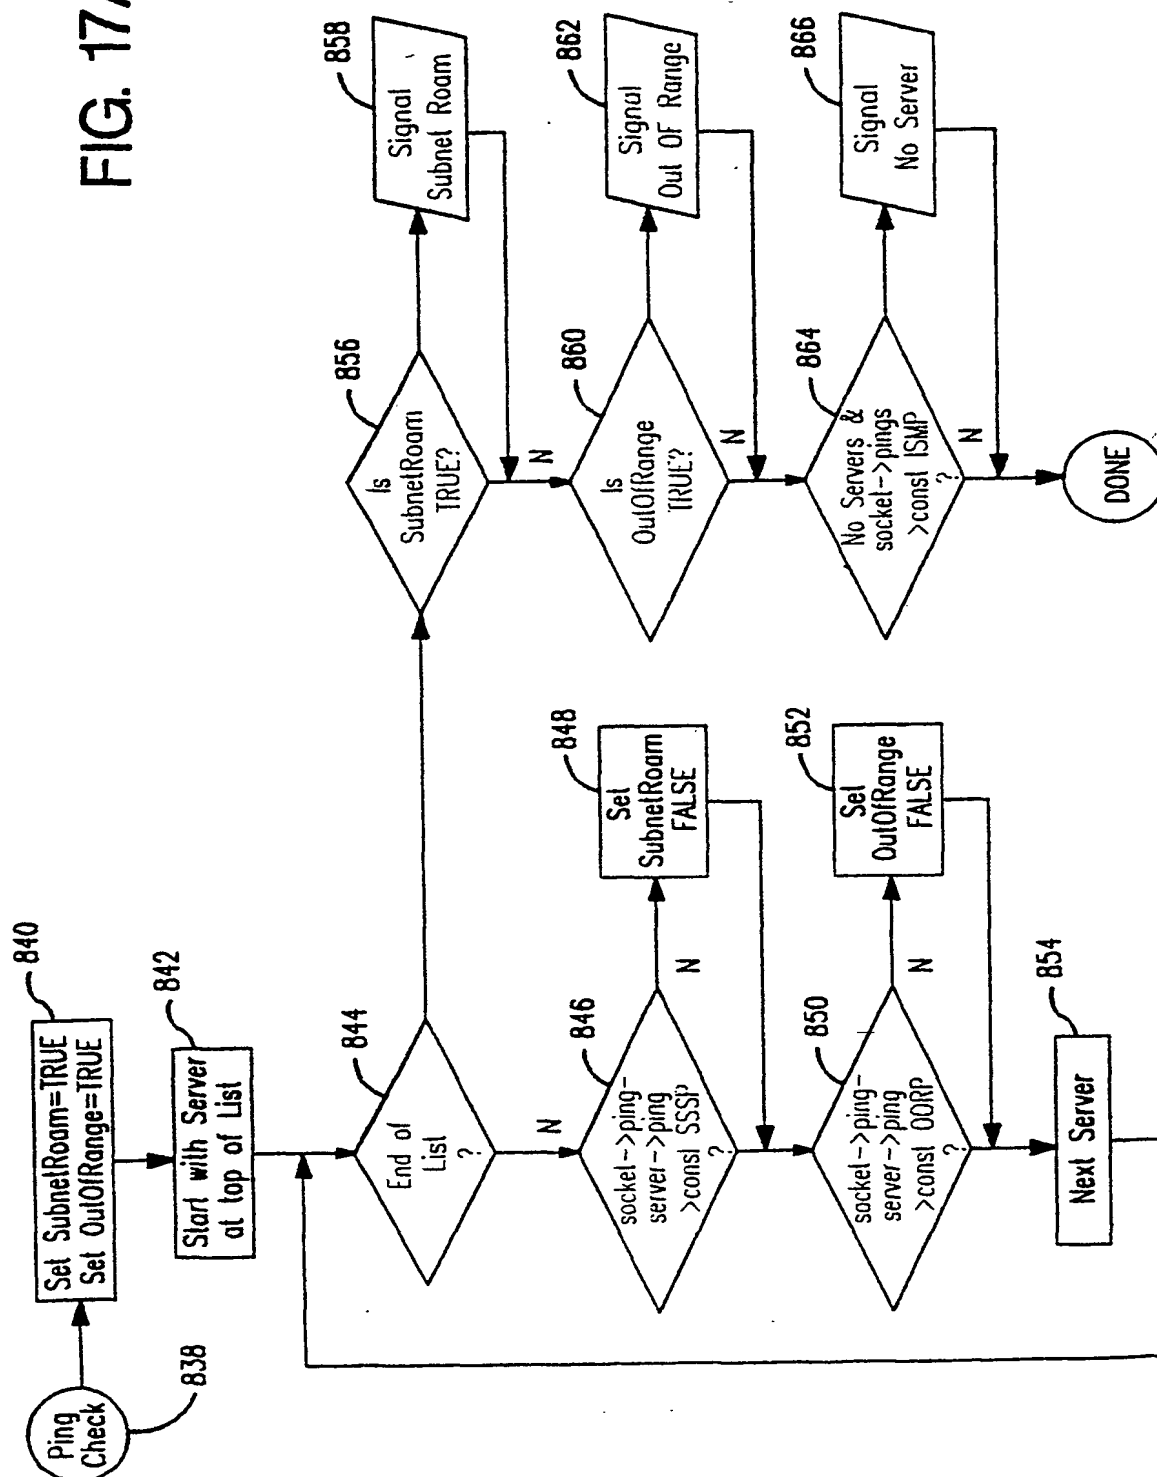 FIG. 17A
Ping
Check
838
Set SubnetRoam=TRUE
Set OutOfRange=TRUE
840
Start with Server
at top of List
842
End of
List
?
844
N
socket->ping-
server->ping
>const SSSP
?
846
N
Set
SubnetRoam
FALSE
848
socket->ping-
server->ping
>const OORP
?
850
N
Set
OutOfRange
FALSE
852
Next Server
854
Is
SubnetRoam
TRUE?
856
N
Signal
Subnet Roam
858
Is
OutOfRange
TRUE?
860
N
Signal
Out OF Range
862
No Servers &
socket->pings
>const ISMP
?
864
N
Signal
No Server
866
DONE